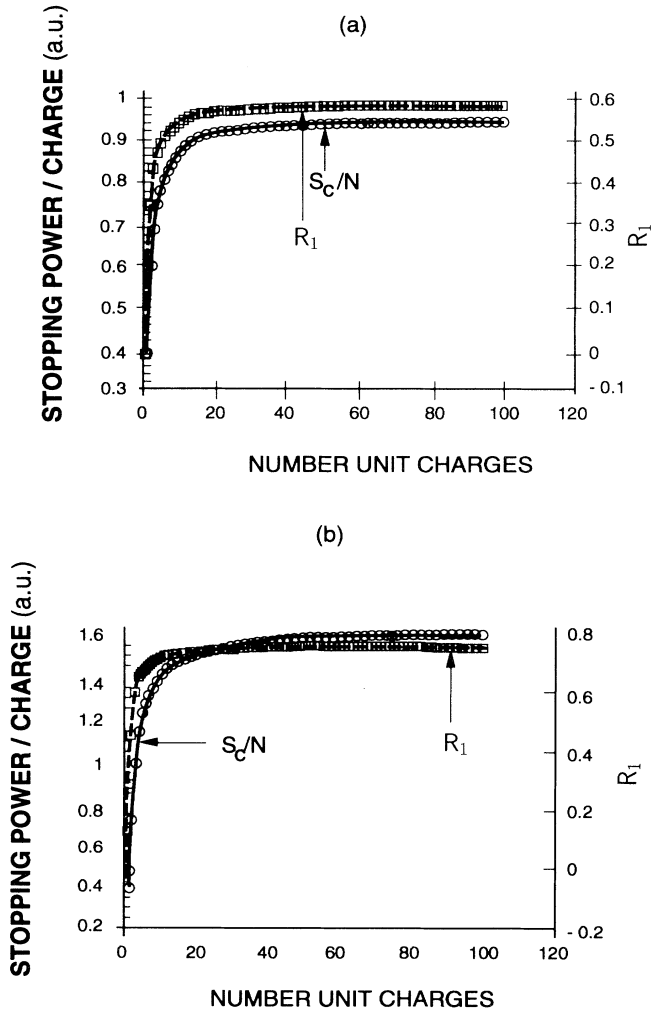 (a)
STOPPING POWER / CHARGE (a.u.)
1
0.9
0.8
0.7
0.6
0.5
0.4
0.3
0.6
0.5
0.4
0.3
0.2
0.1
0
- 0.1
R1
Sc/N
R1
0 20 40 60 80 100 120
NUMBER UNIT CHARGES
(b)
STOPPING POWER / CHARGE (a.u.)
1.6
1.4
1.2
1
0.8
0.6
0.4
0.2
0.8
0.6
0.4
0.2
0
- 0.2
R1
Sc/N
R1
0 20 40 60 80 100 120
NUMBER UNIT CHARGES